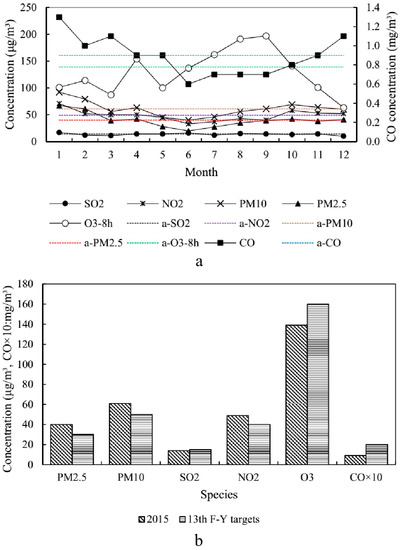 250
200
150
100
50
0
Concentration (µg/m³)
1.4
1.2
1.0
0.8
0.6
0.4
0.2
0.0
CO concentration (mg/m³)
1 2 3 4 5 6 7 8 9 10 11 12
Month
SO2 NO2 PM10 PM2.5
O3-8h a-SO2 a-NO2 a-PM10
a-PM2.5 a-O3-8h CO a-CO
a
180
160
140
120
100
80
60
40
20
0
Concentration (µg/m³, CO×10:mg/m³)
PM2.5 PM10 SO2 NO2 O3 CO×10
Species
2015 13th F-Y targets
b